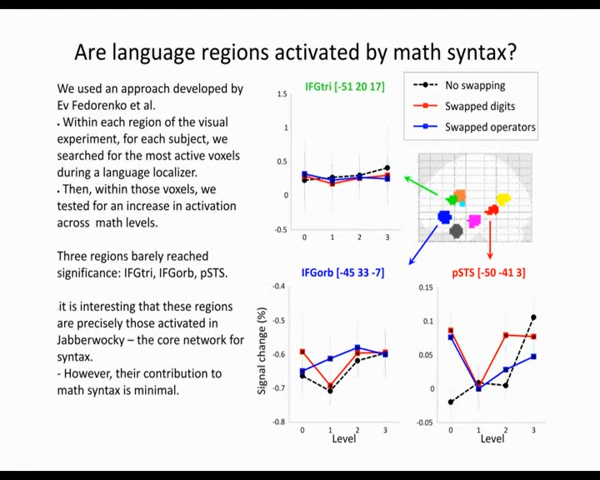 Are language regions activated by math syntax?
We used an approach developed by
Ev Fedorenko et al.
. Within each region of the visual
experiment, for each subject, we
searched for the most active voxels
during a language localizer.
. Then, within those voxels, we
tested for an increase in activation
across math levels.
Three regions barely reached
significance: IFGtri, IFGorb, pSTS.
it is interesting that these regions
are precisely those activated in
Jabberwocky – the core network for
syntax.
- However, their contribution to
math syntax is minimal.
IFGtri [-51 20 17]
1.5
1
0.5
0
-0.5
0 1 2 3
No swapping
Swapped digits
Swapped operators
IFGorb [-45 33 -7]
Signal change (%)
-0.4
-0.5
-0.6
-0.7
-0.8
0 1 2 3
Level
pSTS [-50 -41 3]
0.15
0.1
0.05
0
-0.05
0 1 2 3
Level